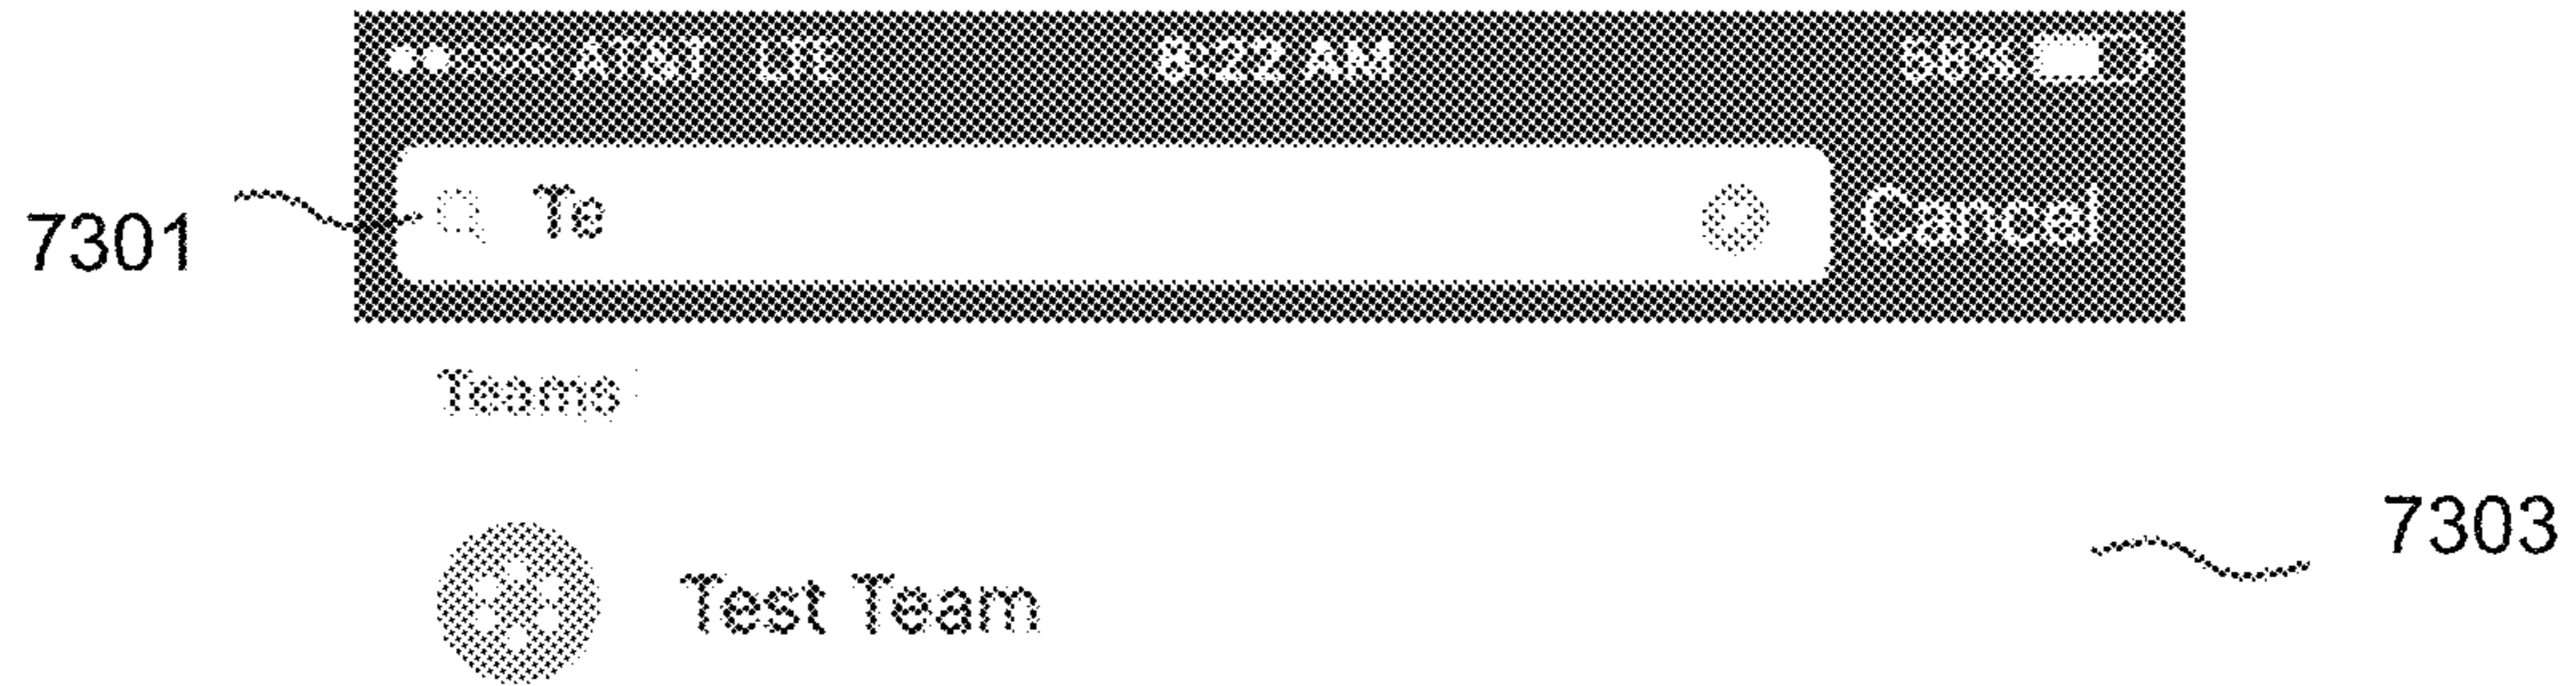 AT&T LTE 8:22 AM
7301 Te Cancel
Teams
7303
Test Team